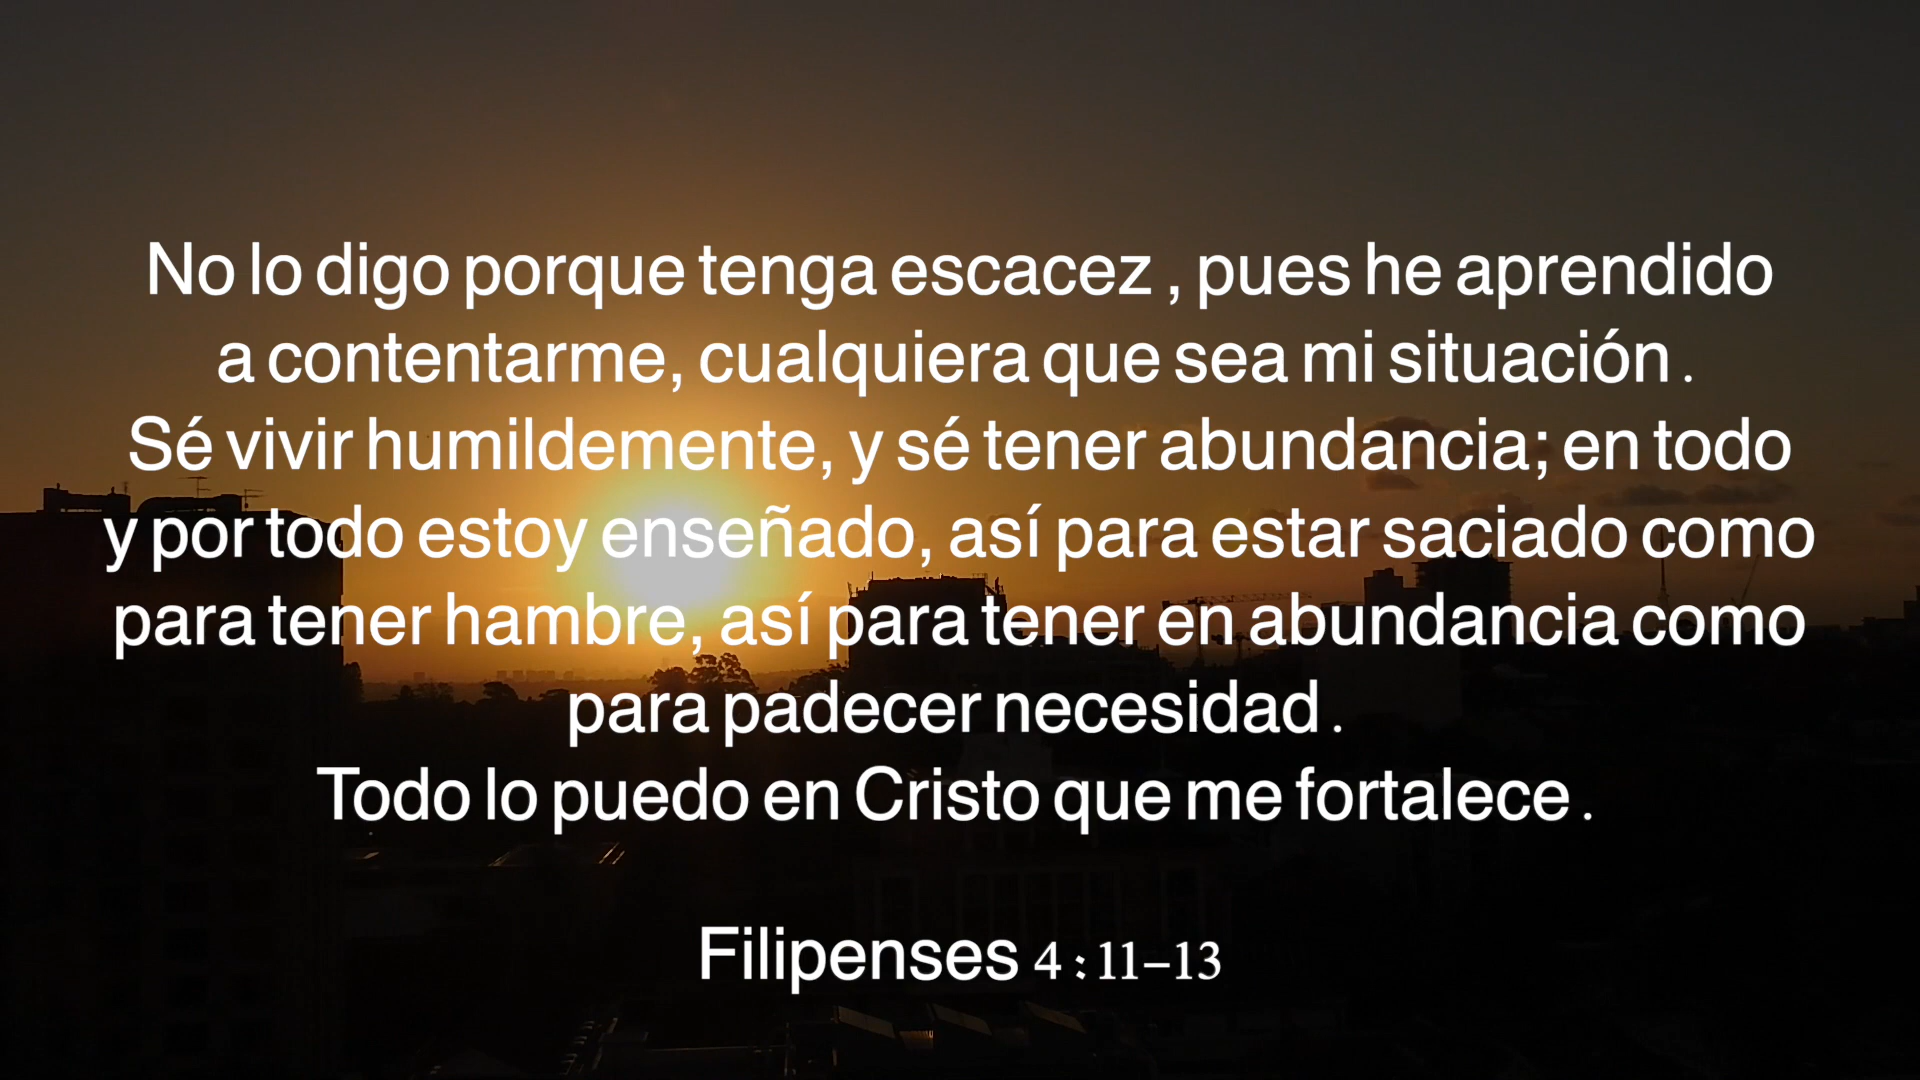 No lo digo porque tenga escacez , pues he aprendido
a contentarme, cualquiera que sea mi situación .
Sé vivir humildemente, y sé tener abundancia; en todo
y por todo estoy enseñado, así para estar saciado como
para tener hambre, así para tener en abundancia como
para padecer necesidad .
Todo lo puedo en Cristo que me fortalece .
Filipenses 4 : 11–13